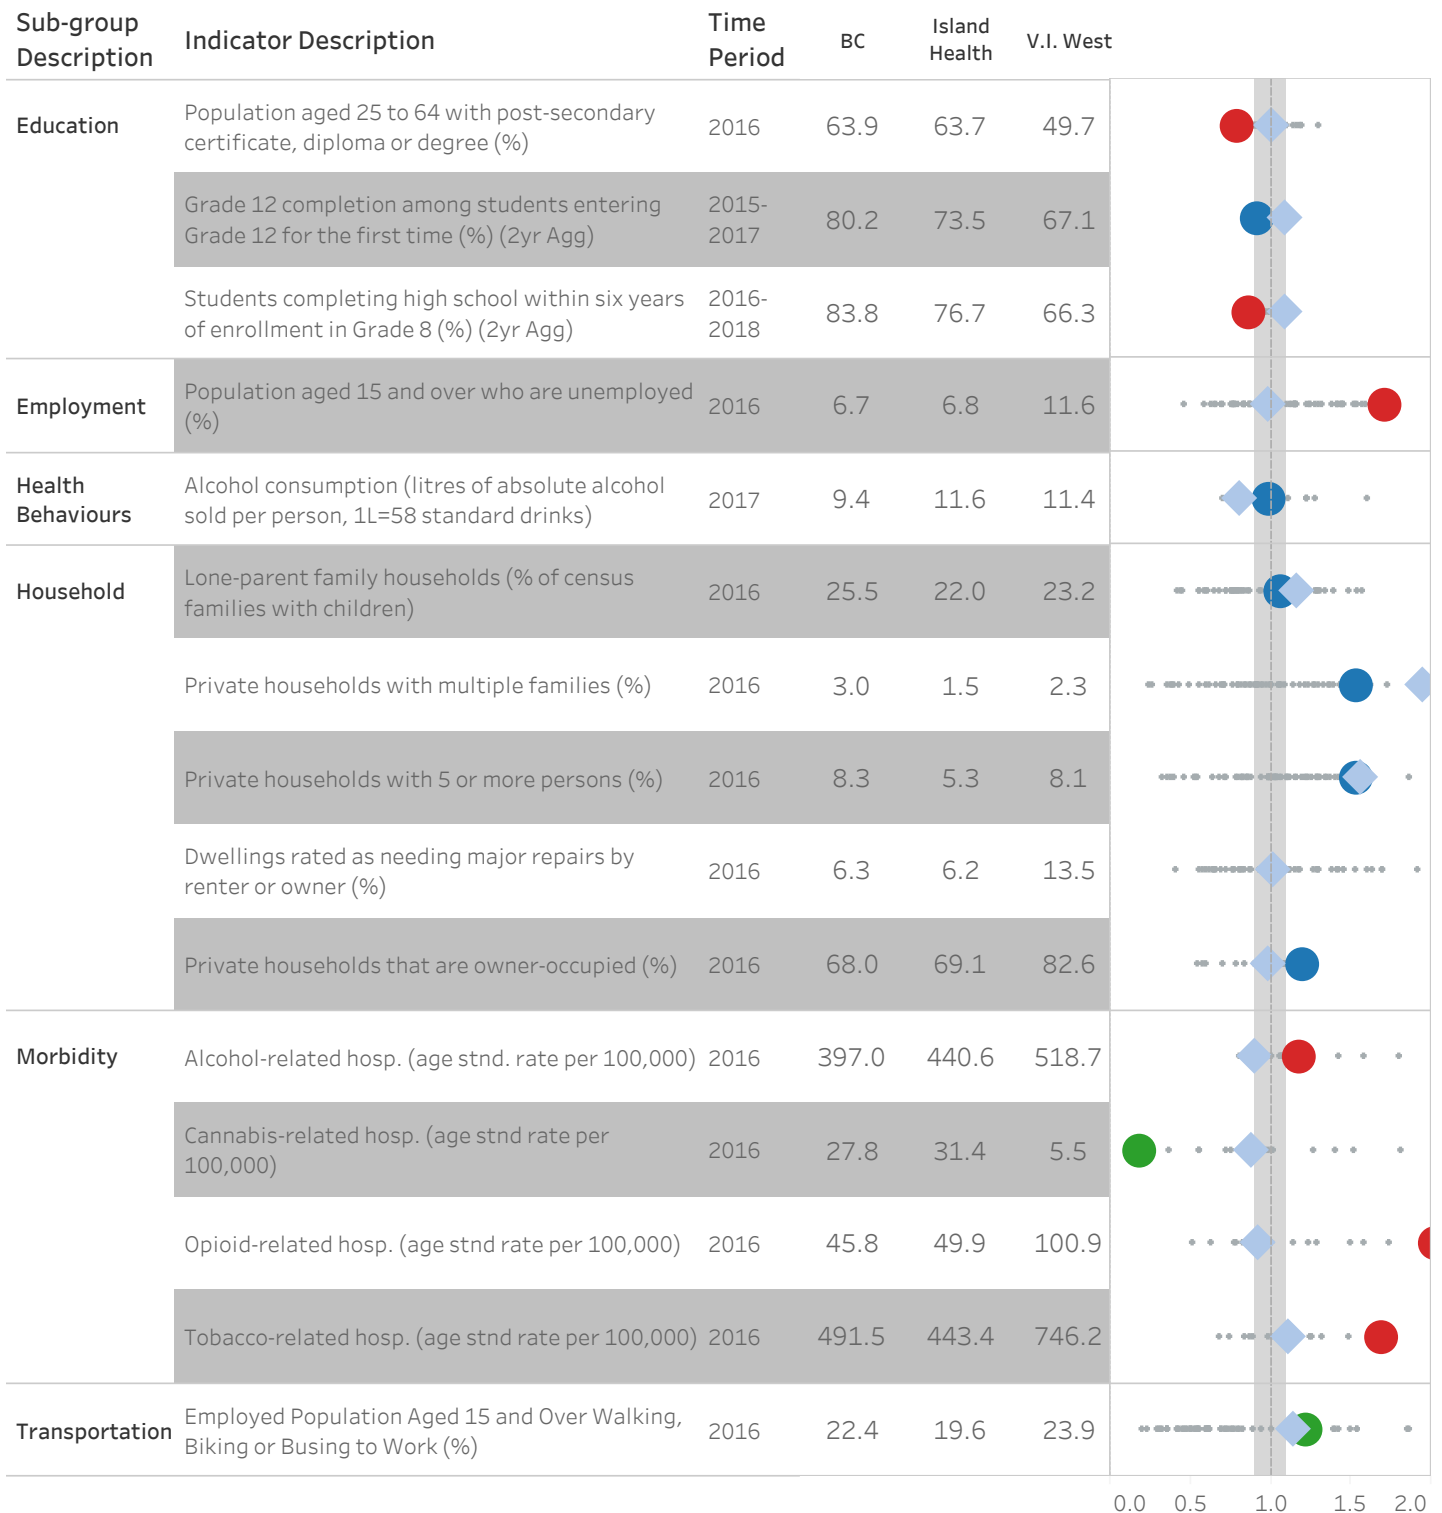 Sub-group
Description
Indicator Description
Time
Period
BC
Island
Health
V.I. West
Education
Population aged 25 to 64 with post-secondary
certificate, diploma or degree (%)
2016
63.9
63.7
49.7
Grade 12 completion among students entering
Grade 12 for the first time (%) (2yr Agg)
2015-
2017
80.2
73.5
67.1
Students completing high school within six years
of enrollment in Grade 8 (%) (2yr Agg)
2016-
2018
83.8
76.7
66.3
Employment
Population aged 15 and over who are unemployed
(%)
2016
6.7
6.8
11.6
Health
Behaviours
Alcohol consumption (litres of absolute alcohol
sold per person, 1L=58 standard drinks)
2017
9.4
11.6
11.4
Household
Lone-parent family households (% of census
families with children)
2016
25.5
22.0
23.2
Private households with multiple families (%)
2016
3.0
1.5
2.3
Private households with 5 or more persons (%)
2016
8.3
5.3
8.1
Dwellings rated as needing major repairs by
renter or owner (%)
2016
6.3
6.2
13.5
Private households that are owner-occupied (%)
2016
68.0
69.1
82.6
Morbidity
Alcohol-related hosp. (age stnd. rate per 100,000)
2016
397.0
440.6
518.7
Cannabis-related hosp. (age stnd rate per
100,000)
2016
27.8
31.4
5.5
Opioid-related hosp. (age stnd rate per 100,000)
2016
45.8
49.9
100.9
Tobacco-related hosp. (age stnd rate per 100,000)
2016
491.5
443.4
746.2
Transportation
Employed Population Aged 15 and Over Walking,
Biking or Busing to Work (%)
2016
22.4
19.6
23.9
0.0
0.5
1.0
1.5
2.0